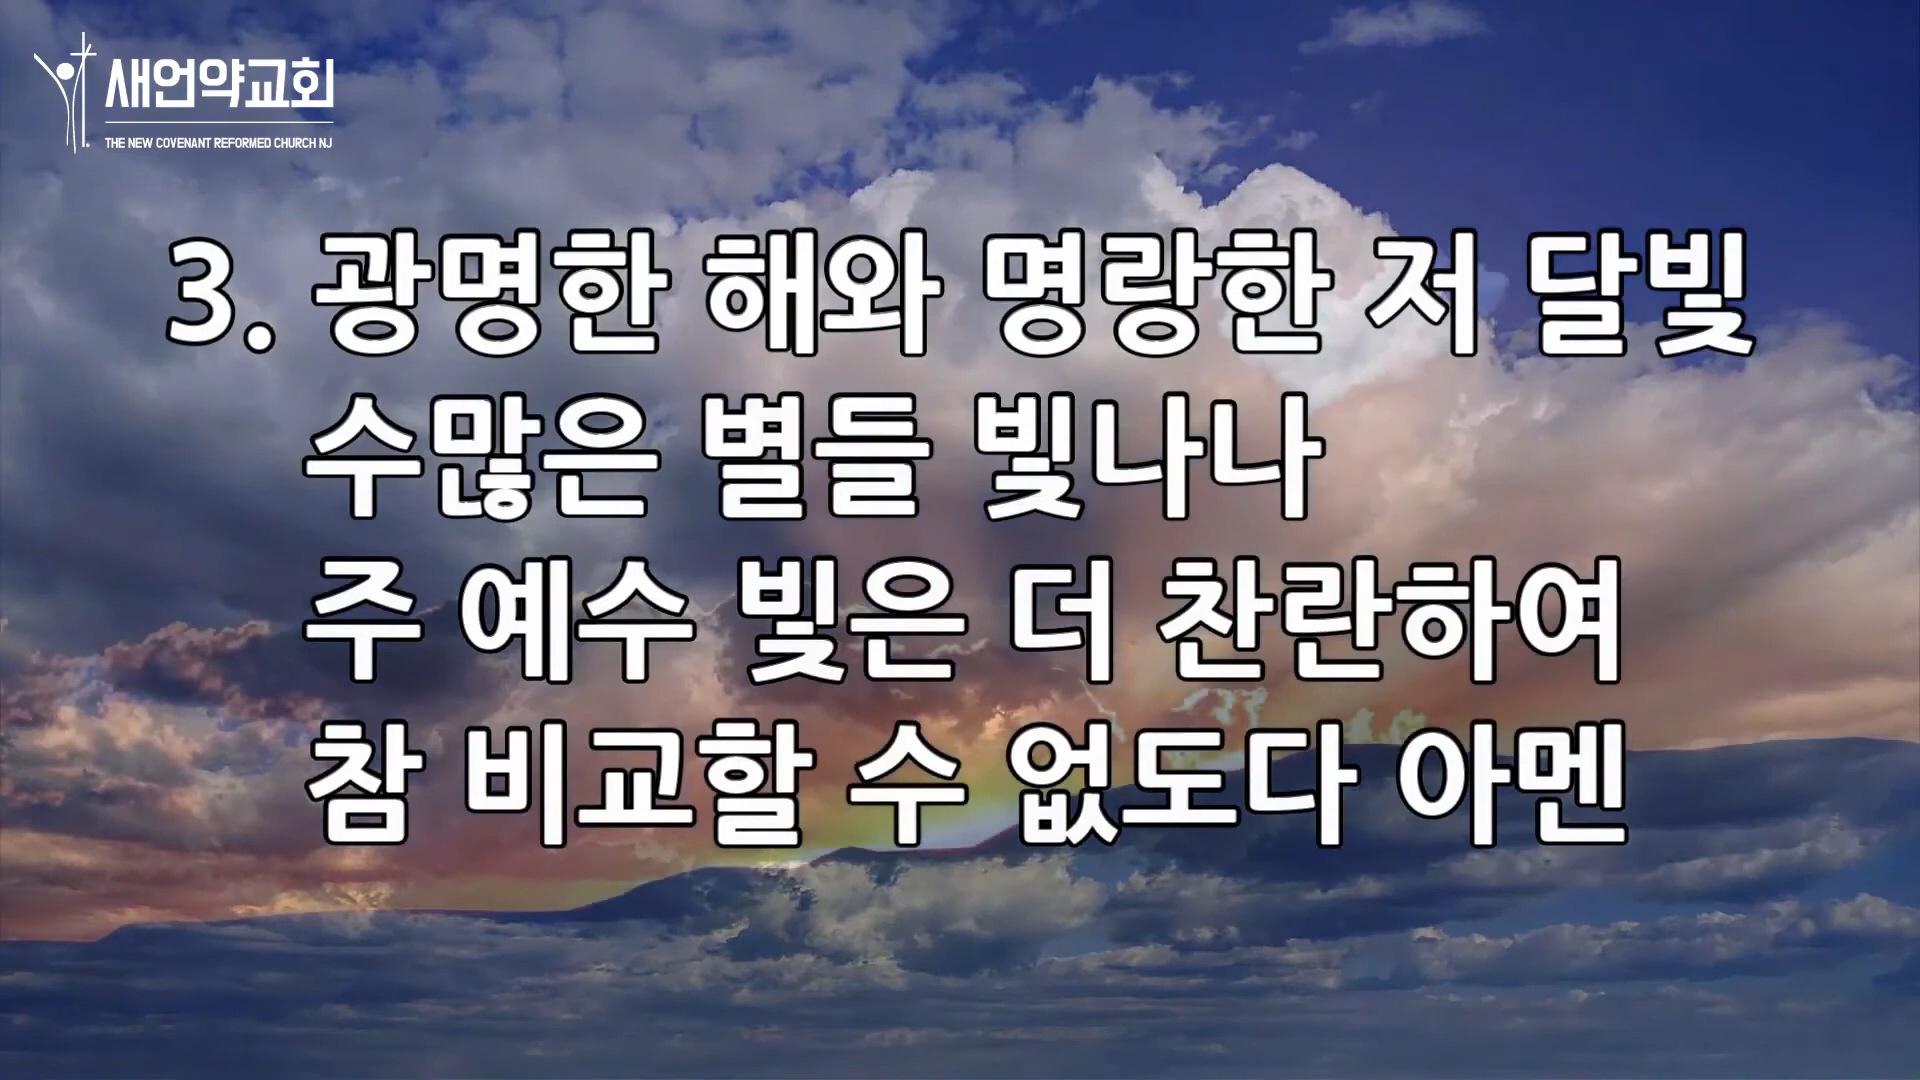 새언약교회
THE NEW COVENANT REFORMED CHURCH NJ
3. 광명한 해와 명랑한 저 달빛
수많은 별들 빛나나
주 예수 빛은 더 찬란하여
참 비교할 수 없도다 아멘